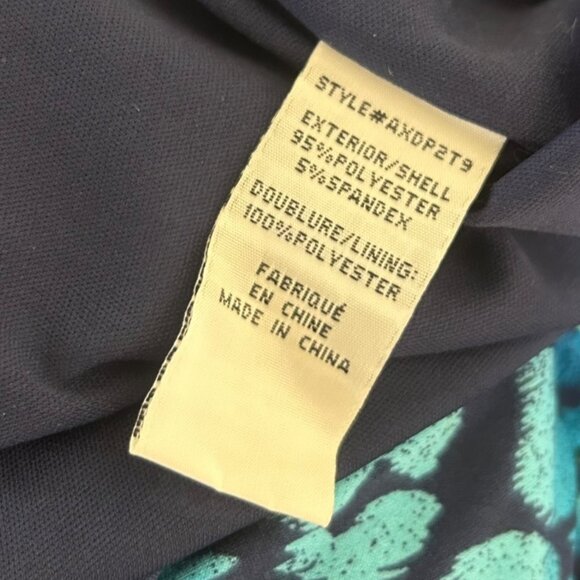 STYLE#AXDP2T9
EXTERIOR/SHELL
95%POLYESTER
5%SPANDEX
DOUBLURE/LINING:
100%POLYESTER
FABRIQUÉ
EN CHINE
MADE IN CHINA